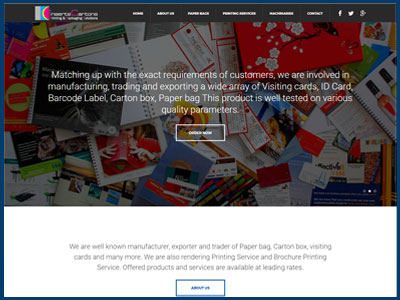 Inserts Cartons
Printing & Packaging Solutions
HOME ABOUT US PAPER BAGS PRINTING SERVICES MACHINARIES CONTACT
Matching up with the exact requirements of customers, we are involved in
manufacturing, trading and exporting a wide array of Visiting cards, ID Card,
Barcode Label, Carton box, Paper bag This product is well tested on various
quality parameters.
ORDER NOW
We are well known manufacturer, exporter and trader of Paper bag, Carton box, visiting
cards and many more. We are also rendering Printing Service and Brochure Printing
Service. Offered products and services are available at leading rates.
ABOUT US